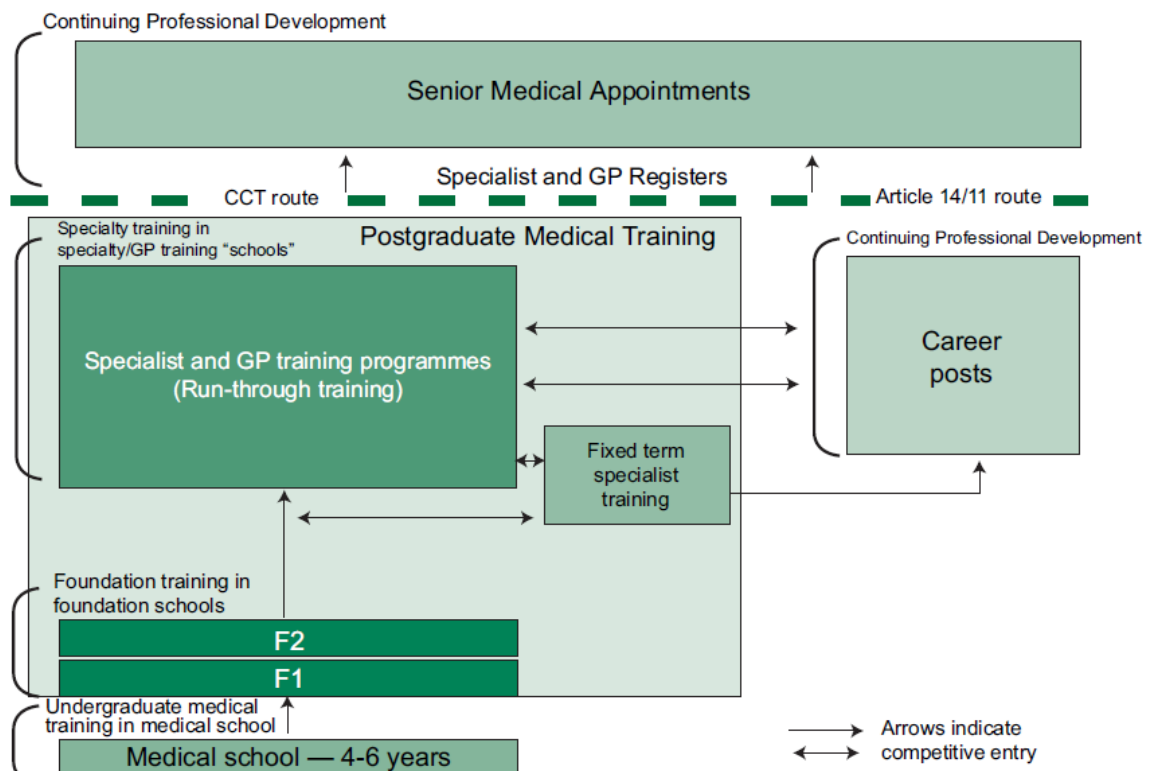 Continuing Professional Development
Senior Medical Appointments
Specialist and GP Registers
CCT route
Article 14/11 route
Specialty training in
specialty/GP training “schools”
Postgraduate Medical Training
Continuing Professional Development
Specialist and GP training programmes
(Run-through training)
Career
posts
Fixed term
specialist
training
Foundation training in
foundation schools
F2
F1
Undergraduate medical
training in medical school
Medical school — 4-6 years
Arrows indicate
competitive entry